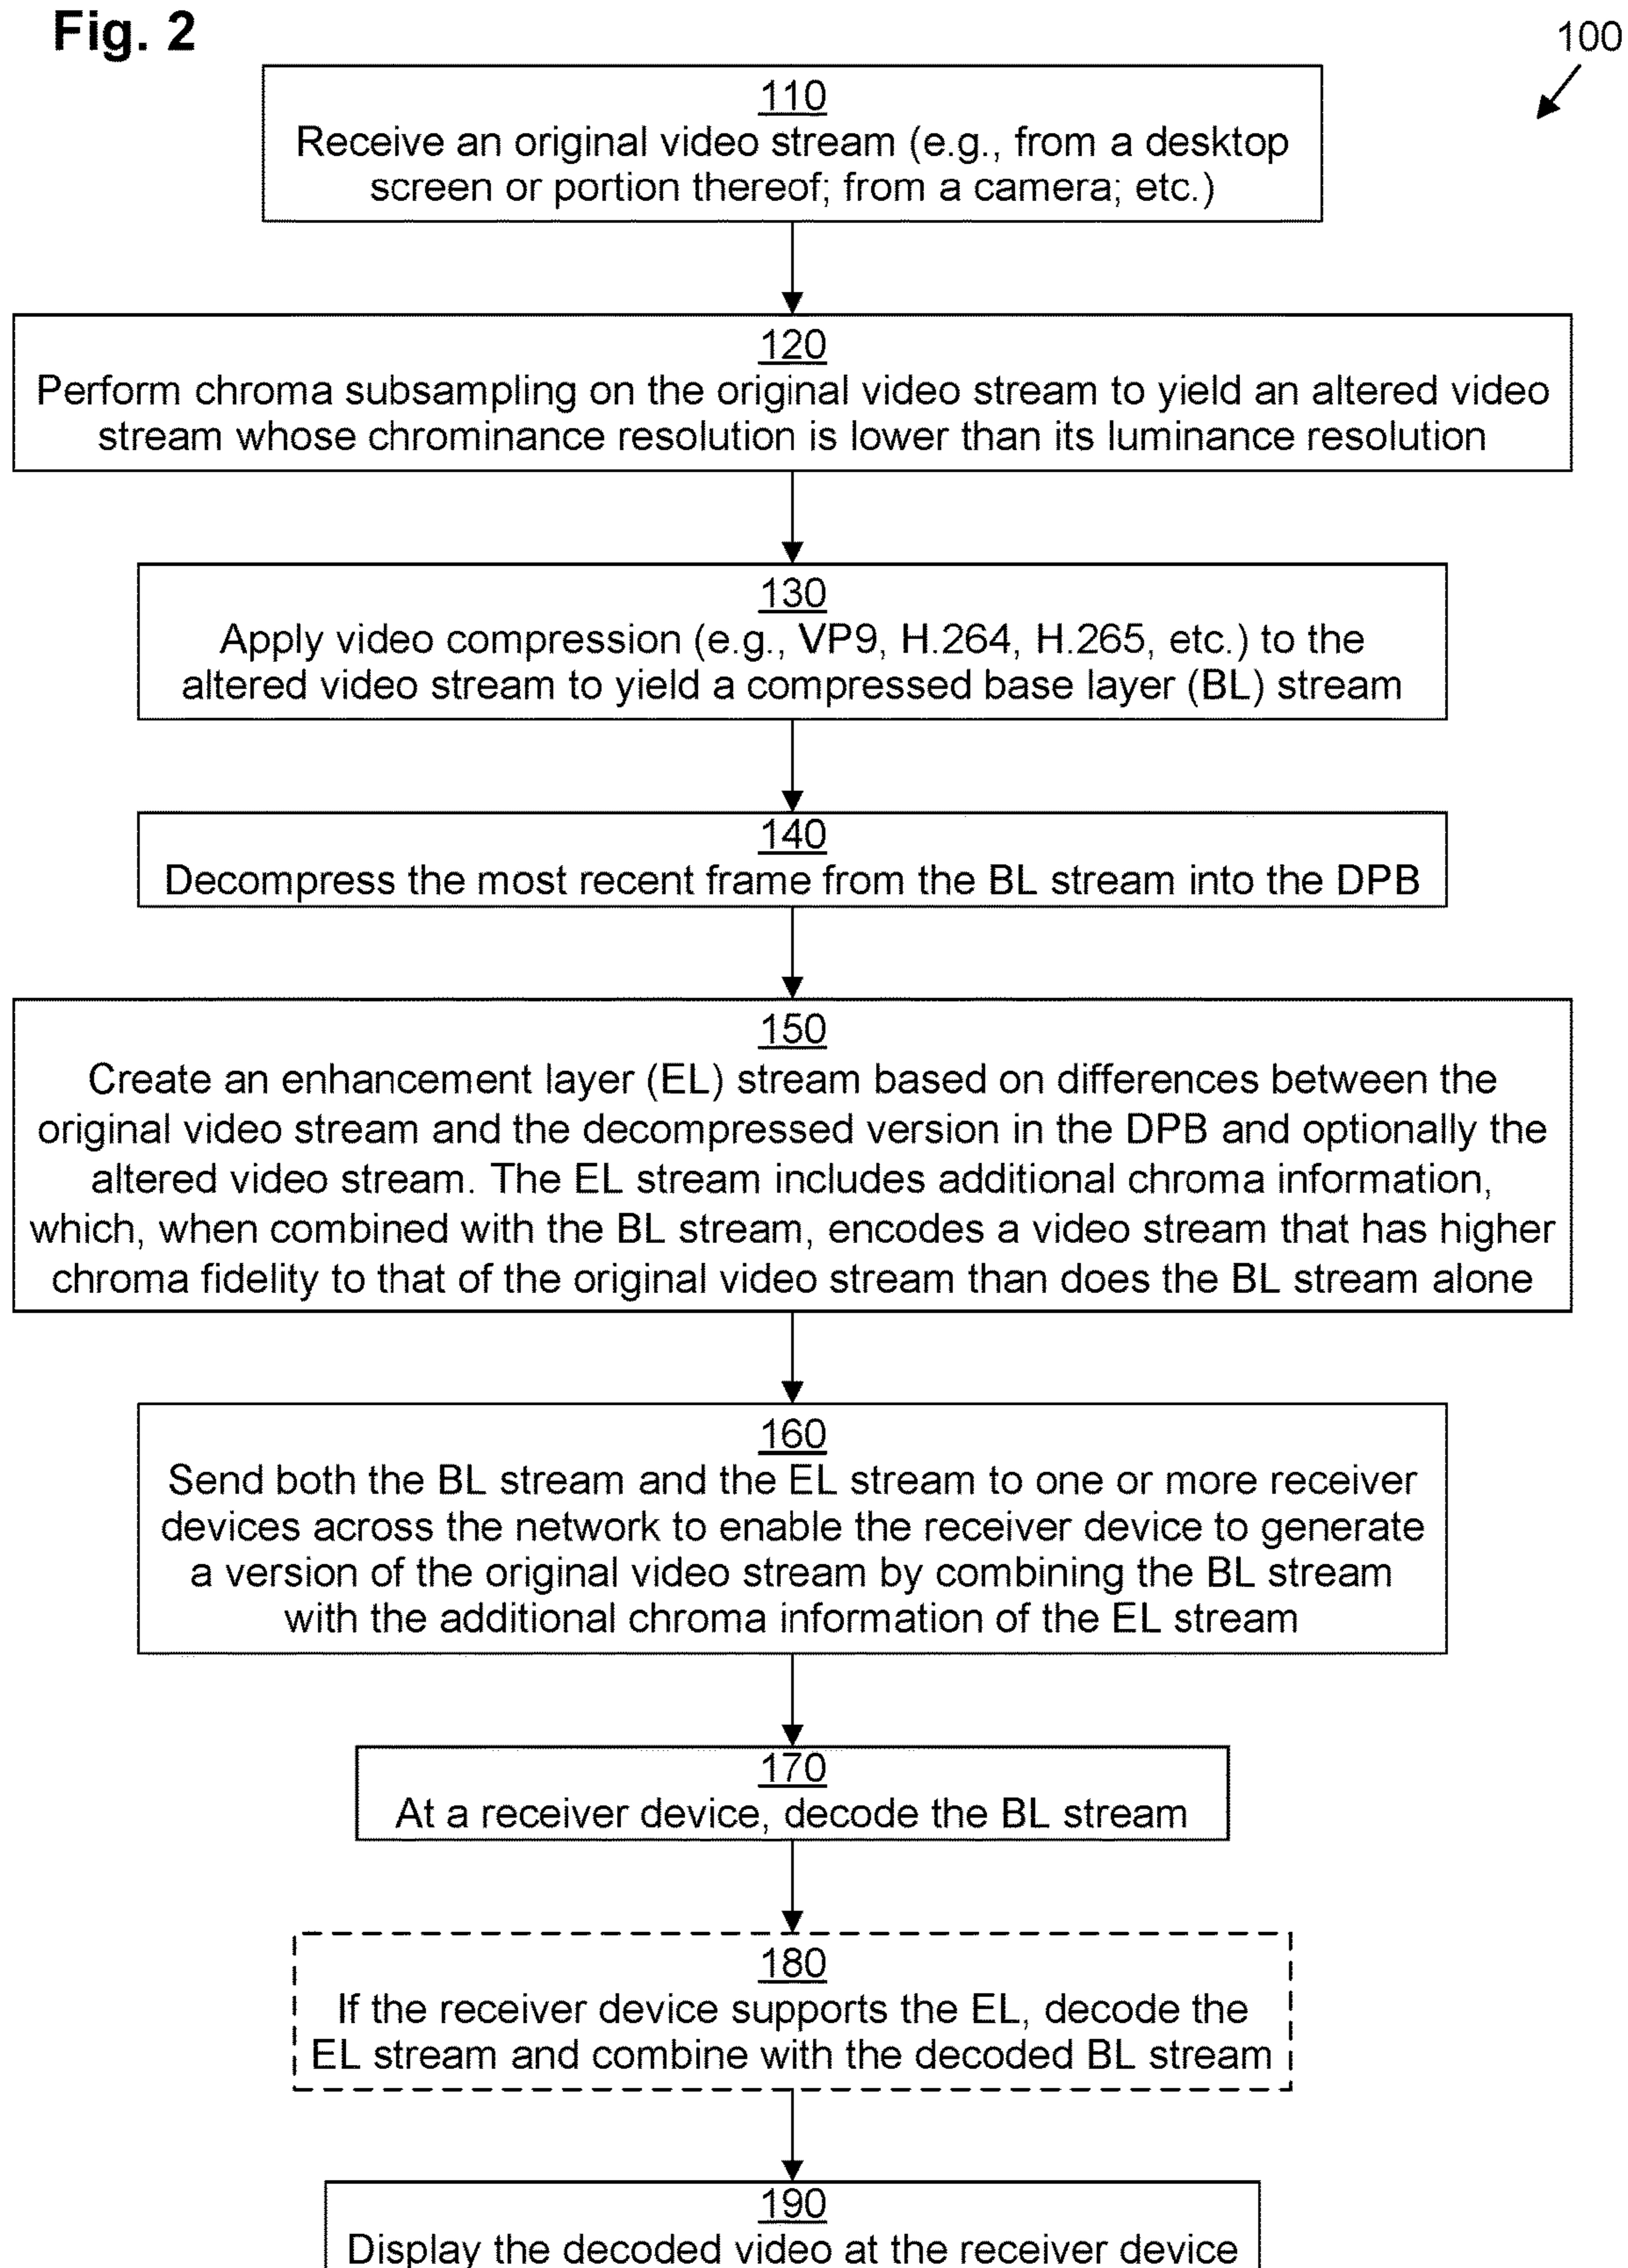 Fig. 2
100
110
Receive an original video stream (e.g., from a desktop
screen or portion thereof; from a camera; etc.)
120
Perform chroma subsampling on the original video stream to yield an altered video
stream whose chrominance resolution is lower than its luminance resolution
130
Apply video compression (e.g., VP9, H.264, H.265, etc.) to the
altered video stream to yield a compressed base layer (BL) stream
140
Decompress the most recent frame from the BL stream into the DPB
150
Create an enhancement layer (EL) stream based on differences between the
original video stream and the decompressed version in the DPB and optionally the
altered video stream. The EL stream includes additional chroma information,
which, when combined with the BL stream, encodes a video stream that has higher
chroma fidelity to that of the original video stream than does the BL stream alone
160
Send both the BL stream and the EL stream to one or more receiver
devices across the network to enable the receiver device to generate
a version of the original video stream by combining the BL stream
with the additional chroma information of the EL stream
170
At a receiver device, decode the BL stream
180
If the receiver device supports the EL, decode the
EL stream and combine with the decoded BL stream
190
Display the decoded video at the receiver device